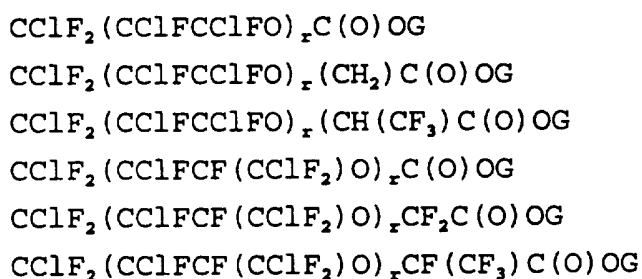 CClF₂(CClFCClFO)ᵣC(O)OG
CClF₂(CClFCClFO)ᵣ(CH₂)C(O)OG
CClF₂(CClFCClFO)ᵣ(CH(CF₃)C(O)OG
CClF₂(CClFCF(CClF₂)O)ᵣC(O)OG
CClF₂(CClFCF(CClF₂)O)ᵣCF₂C(O)OG
CClF₂(CClFCF(CClF₂)O)ᵣCF(CF₃)C(O)OG